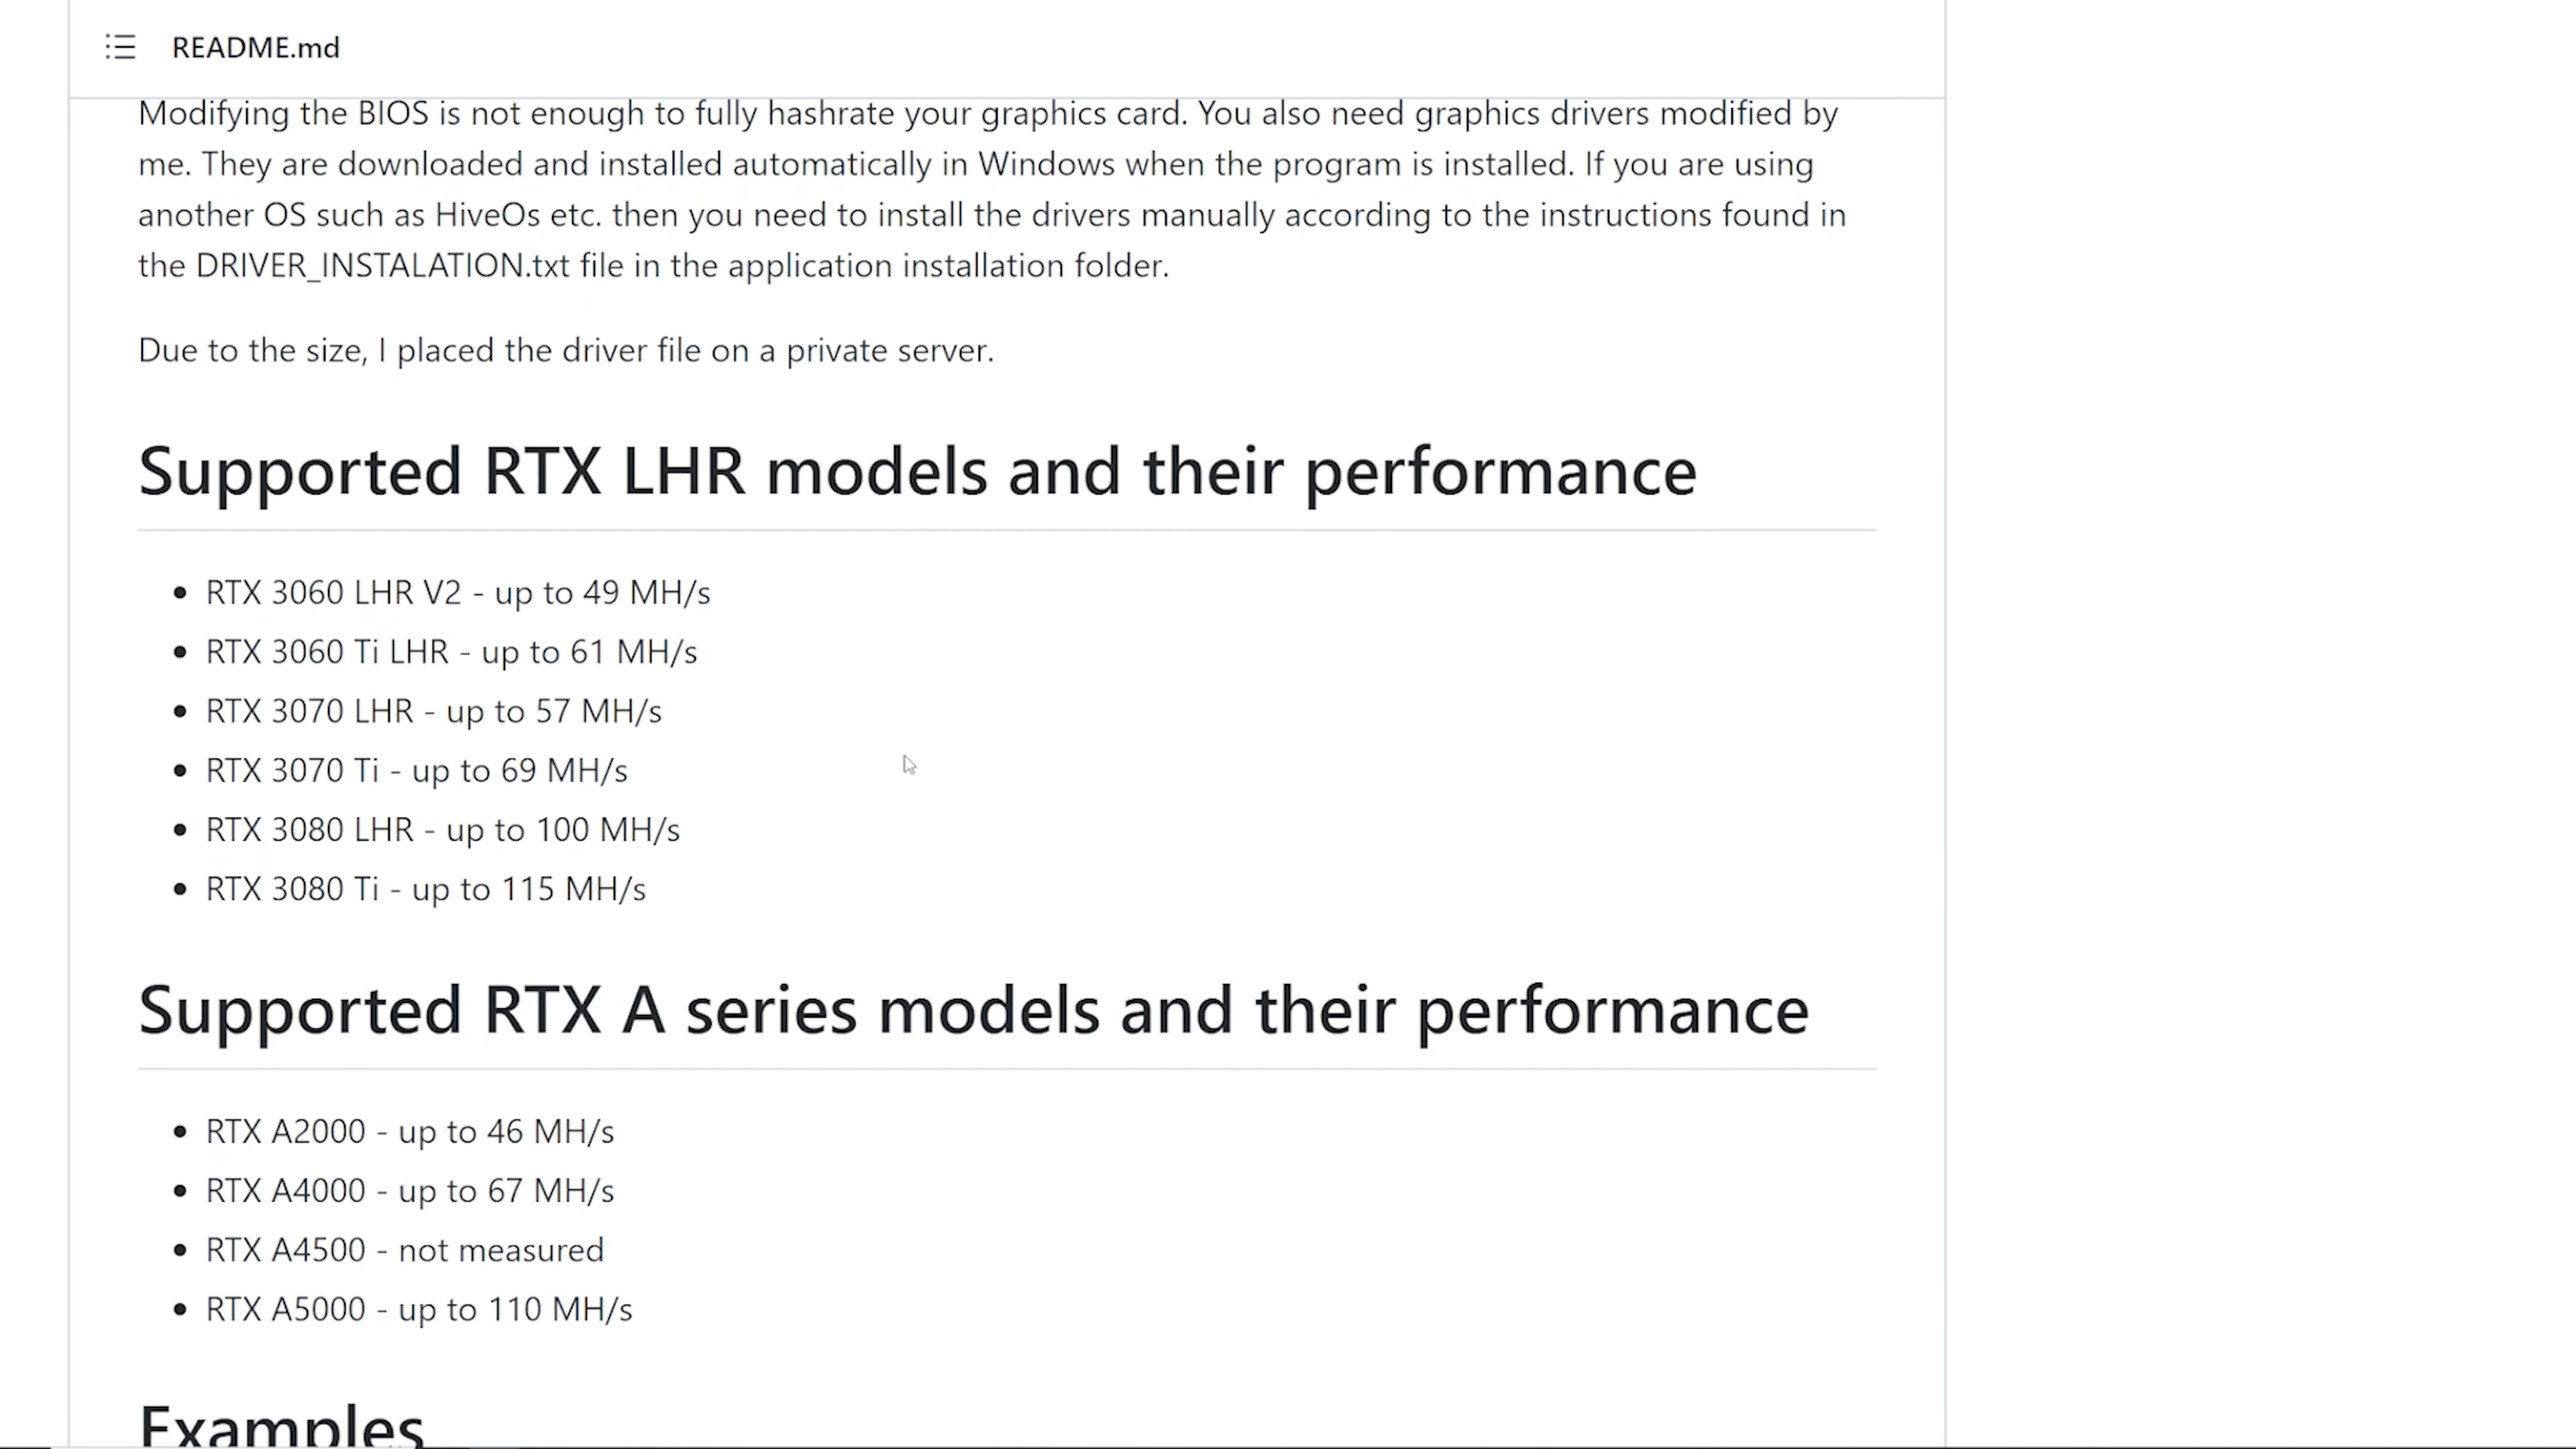 README.md
Modifying the BIOS is not enough to fully hashrate your graphics card. You also need graphics drivers modified by
me. They are downloaded and installed automatically in Windows when the program is installed. If you are using
another OS such as HiveOs etc. then you need to install the drivers manually according to the instructions found in
the DRIVER_INSTALATION.txt file in the application installation folder.
Due to the size, I placed the driver file on a private server.
Supported RTX LHR models and their performance
• RTX 3060 LHR V2 - up to 49 MH/s
• RTX 3060 Ti LHR - up to 61 MH/s
• RTX 3070 LHR - up to 57 MH/s
• RTX 3070 Ti - up to 69 MH/s
• RTX 3080 LHR - up to 100 MH/s
• RTX 3080 Ti - up to 115 MH/s
Supported RTX A series models and their performance
• RTX A2000 - up to 46 MH/s
• RTX A4000 - up to 67 MH/s
• RTX A4500 - not measured
• RTX A5000 - up to 110 MH/s
Examples